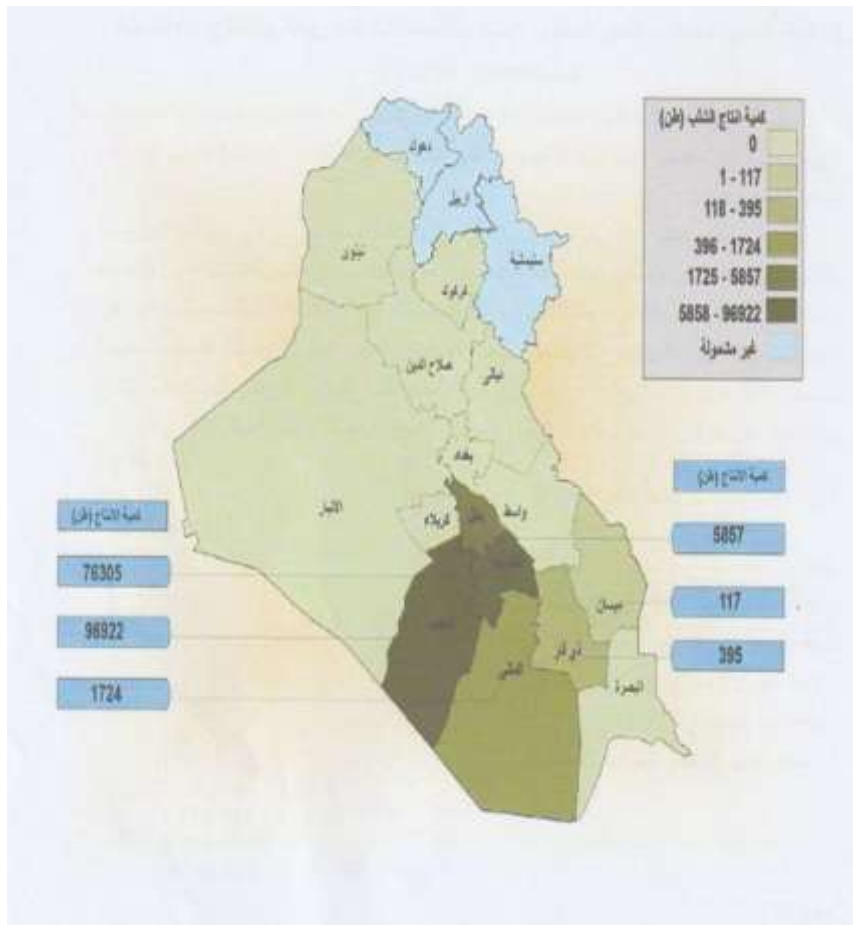 كمية انتاج الشلب (طن)
0
1 - 117
118 - 395
396 - 1724
1725 - 5857
5858 - 96922
غير مشمولة
دهوك
اربيل
نينوى
سليمانية
كركوك
صلاح الدين
ديالى
بغداد
الانبار
كربلاء
بابل
واسط
ميسان
ذي قار
المثنى
البصرة
كمية الانتاج (طن)
5857
117
395
كمية الانتاج (طن)
76305
96922
1724